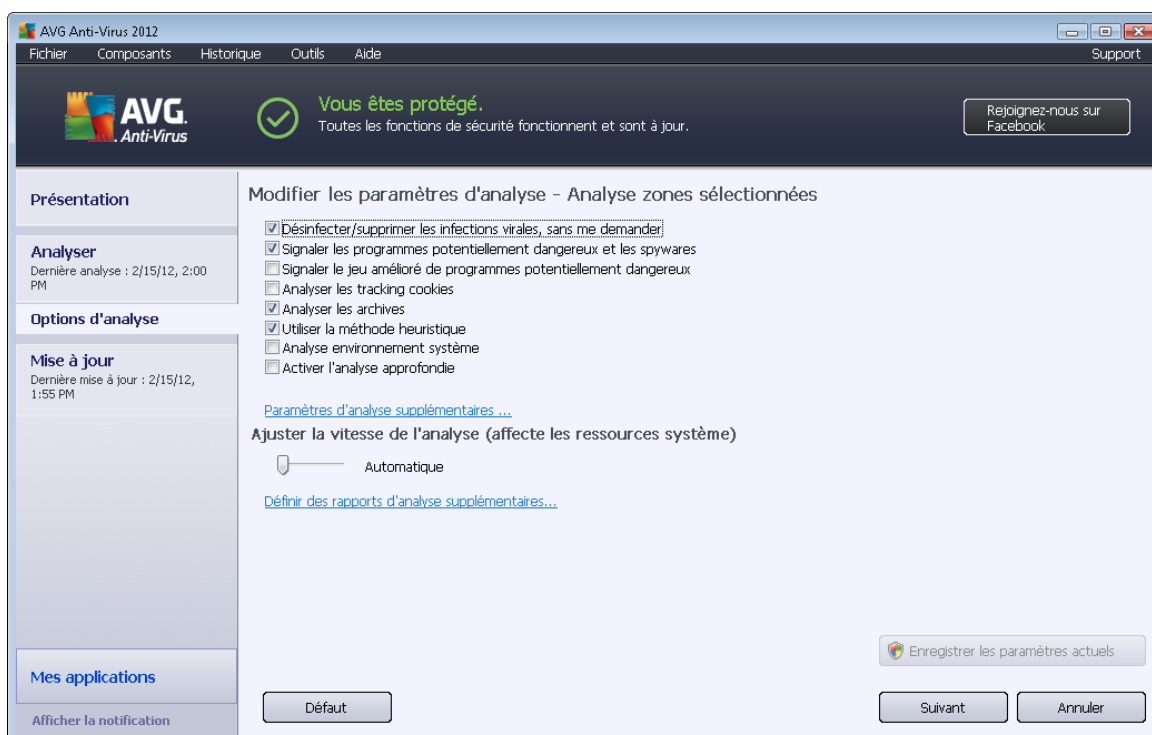 AVG Anti-Virus 2012
Fichier Composants Historique Outils Aide Support
AVG.
Anti-Virus
Vous êtes protégé.
Toutes les fonctions de sécurité fonctionnent et sont à jour.
Rejoignez-nous sur
Facebook
Présentation
Analyser
Dernière analyse : 2/15/12, 2:00
PM
Options d'analyse
Mise à jour
Dernière mise à jour : 2/15/12,
1:55 PM
Mes applications
Afficher la notification
Modifier les paramètres d'analyse - Analyse zones sélectionnées
Désinfecter/supprimer les infections virales, sans me demander
Signaler les programmes potentiellement dangereux et les spywares
Signaler le jeu amélioré de programmes potentiellement dangereux
Analyser les tracking cookies
Analyser les archives
Utiliser la méthode heuristique
Analyse environnement système
Activer l'analyse approfondie
Paramètres d'analyse supplémentaires ...
Ajuster la vitesse de l'analyse (affecte les ressources système)
Automatique
Définir des rapports d'analyse supplémentaires...
Enregistrer les paramètres actuels
Défaut Suivant Annuler